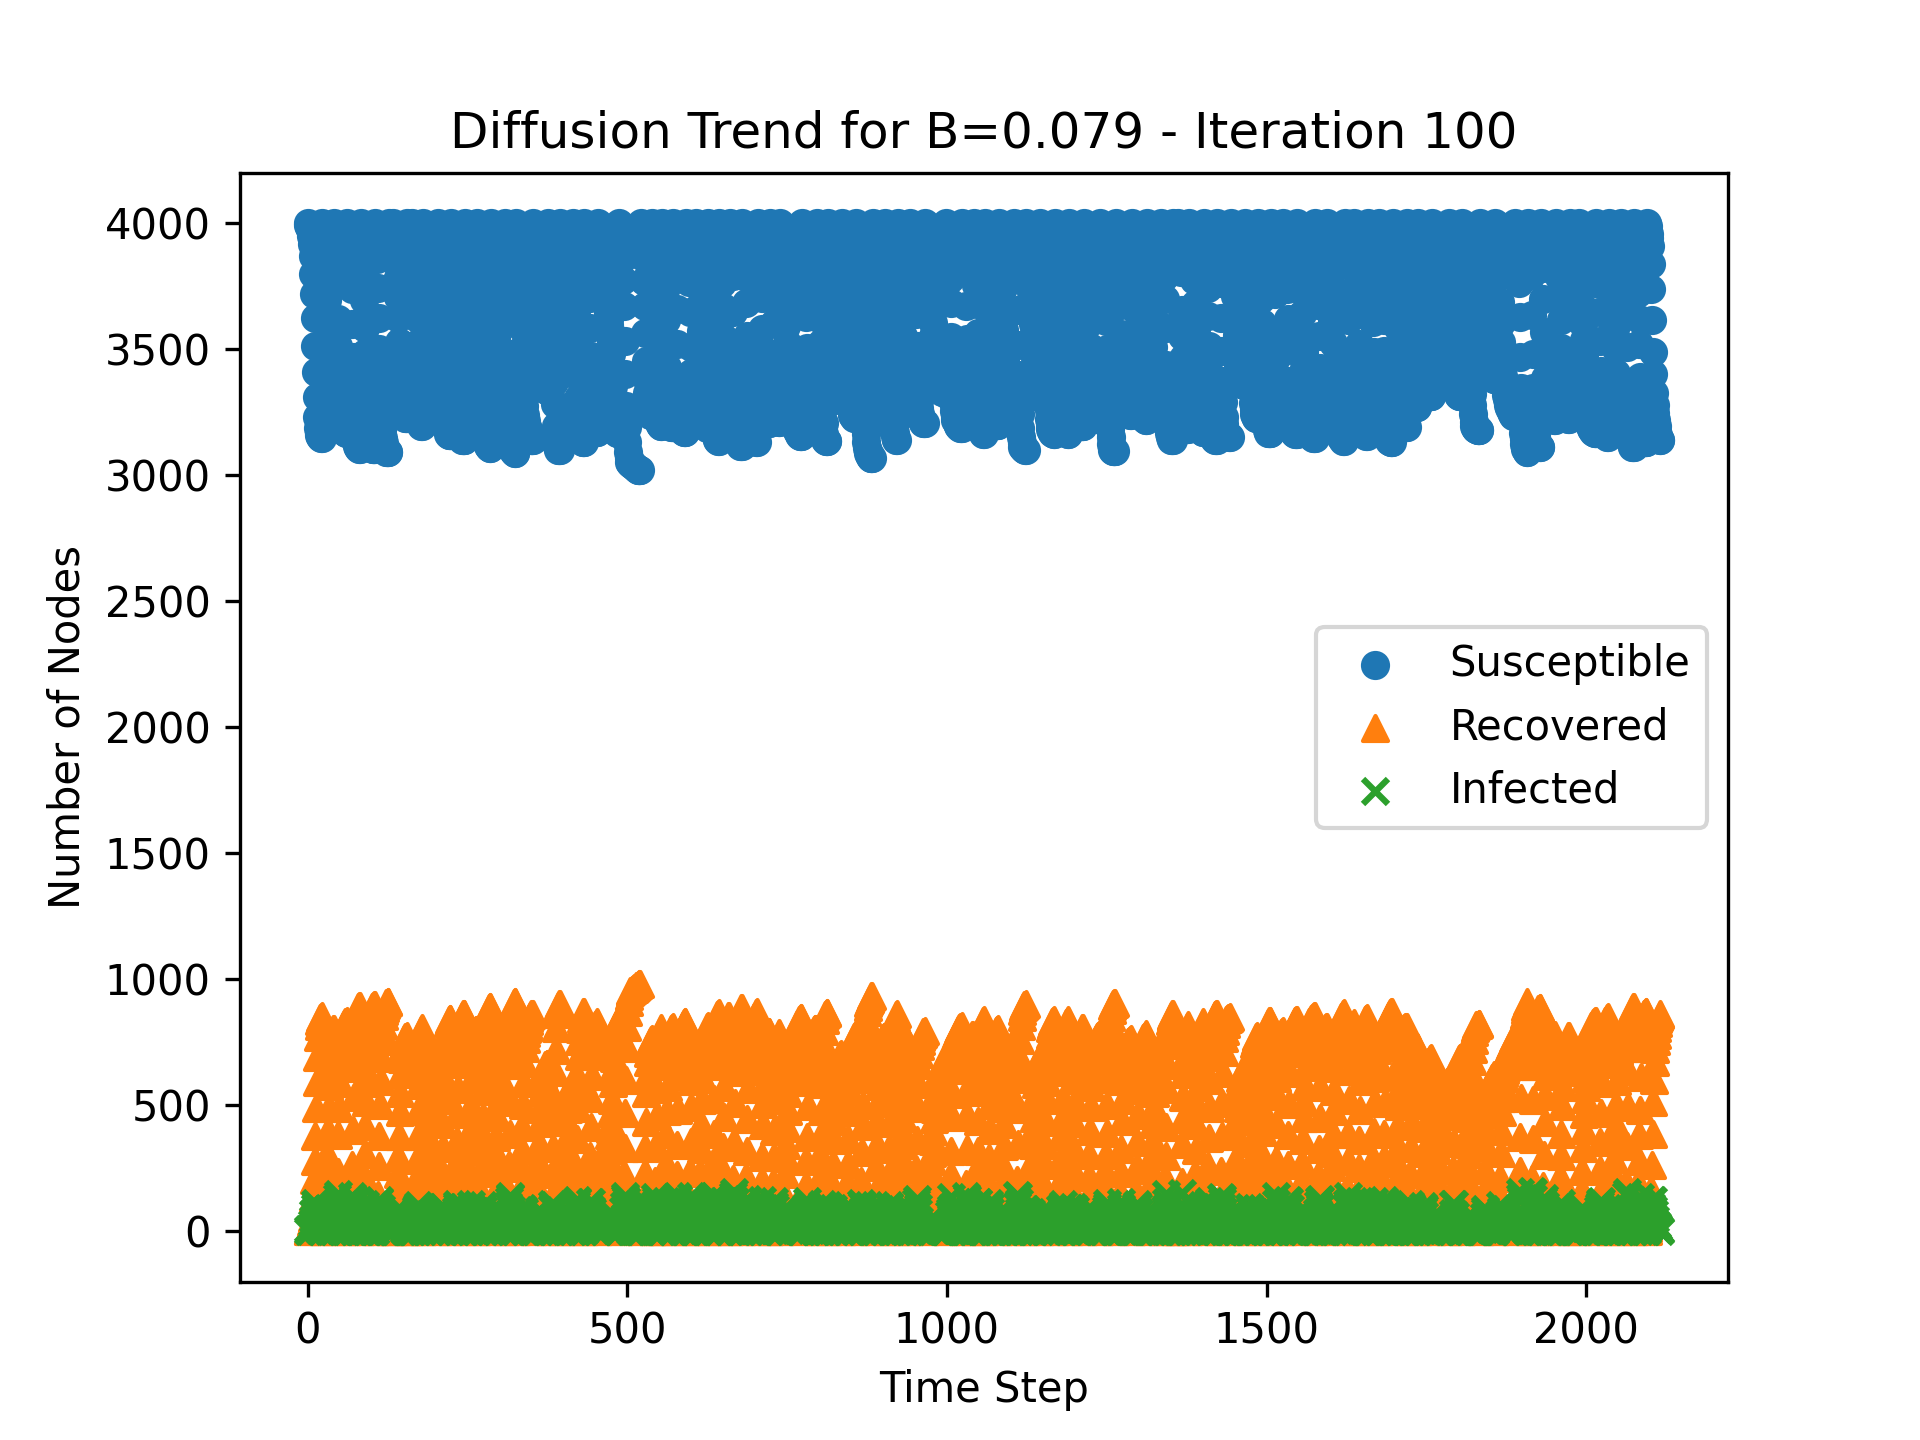 Diffusion Trend for B=0.079 - Iteration 100
4000
3500
3000
2500
2000
1500
1000
500
0
Number of Nodes
Susceptible
Recovered
Infected
0 500 1000 1500 2000
Time Step